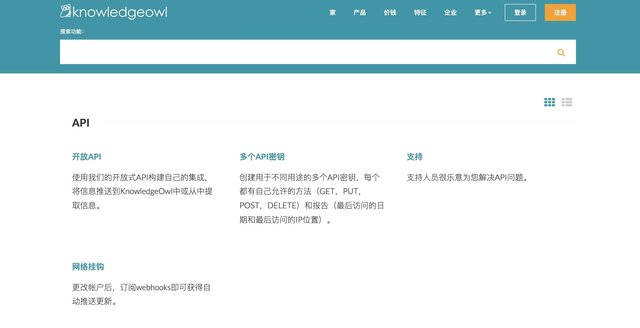 knowledgeowl
家 产品 价钱 特征 企业 更多 登录 注册
搜索功能:
API
开放API
使用我们的开放式API构建自己的集成，
将信息推送到KnowledgeOwl中或从中提
取信息。
多个API密钥
创建用于不同用途的多个API密钥，每个
都有自己允许的方法（GET，PUT，
POST，DELETE）和报告（最后访问的日
期和最后访问的IP位置）。
支持
支持人员很乐意为您解决API问题。
网络挂钩
更改帐户后，订阅webhooks即可获得自
动推送更新。